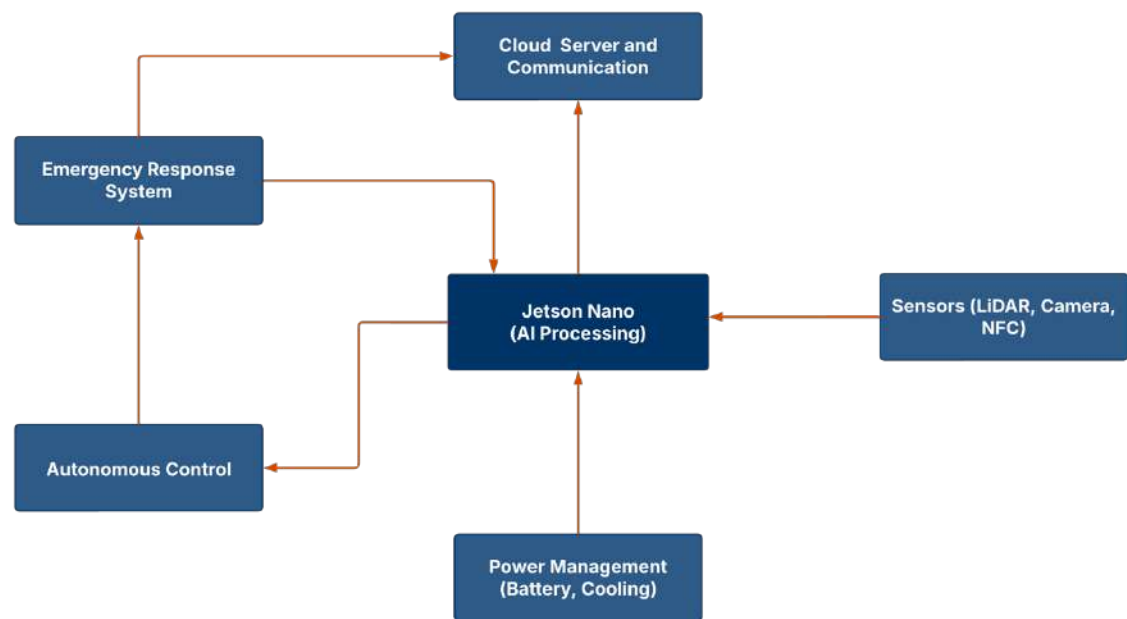 Cloud Server and
Communication
Emergency Response
System
Jetson Nano
(AI Processing)
Sensors (LiDAR, Camera,
NFC)
Autonomous Control
Power Management
(Battery, Cooling)